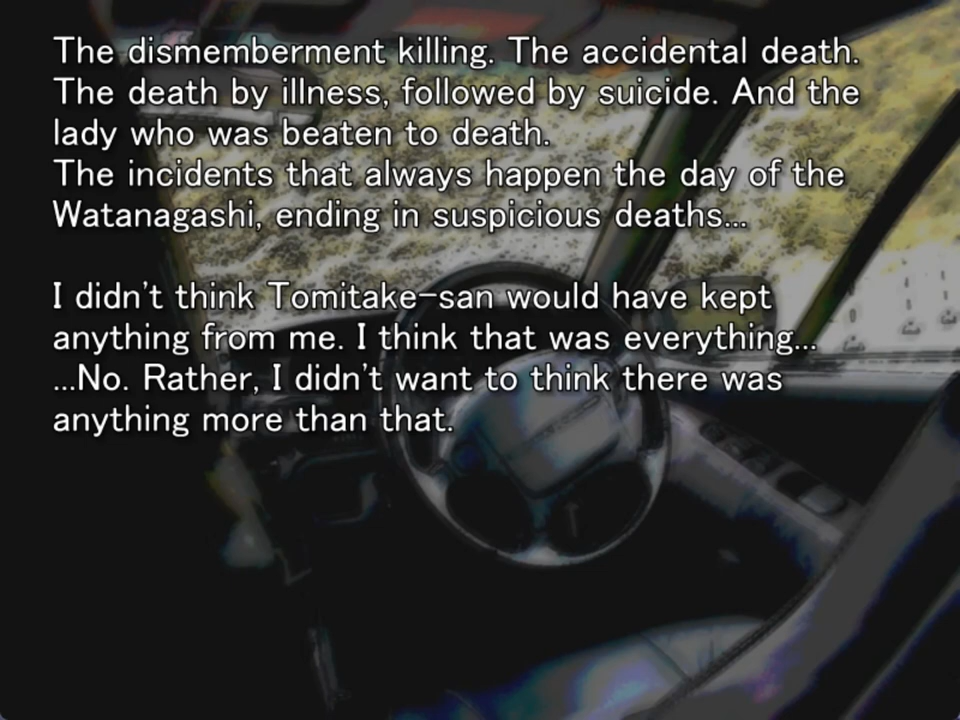 The dismemberment killing. The accidental death.
The death by illness, followed by suicide. And the
lady who was beaten to death.
The incidents that always happen the day of the
Watanagashi, ending in suspicious deaths...
I didn't think Tomitake-san would have kept
anything from me. I think that was everything...
...No. Rather, I didn't want to think there was
anything more than that.